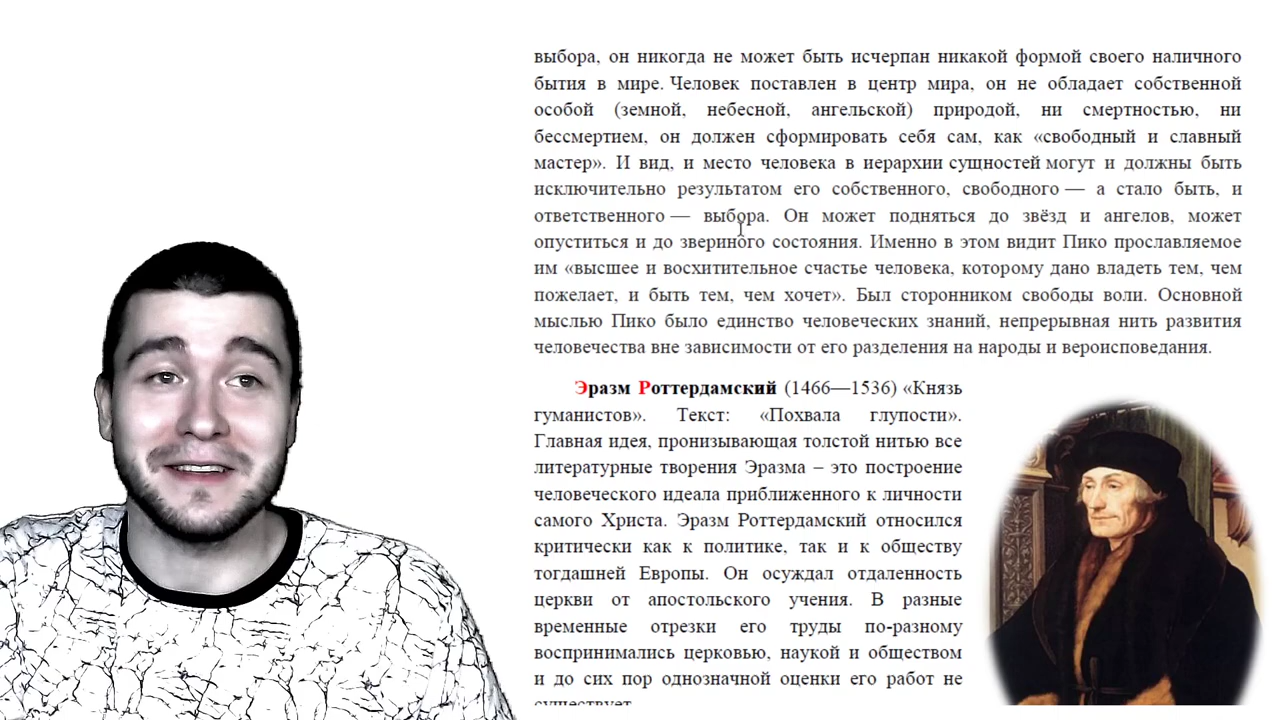 выбора, он никогда не может быть исчерпан никакой формой своего наличного
бытия в мире. Человек поставлен в центр мира, он не обладает собственной
особой (земной, небесной, ангельской) природой, ни смертностью, ни
бессмертием, он должен сформировать себя сам, как «свободный и славный
мастер». И вид, и место человека в иерархии сущностей могут и должны быть
исключительно результатом его собственного, свободного — а стало быть, и
ответственного — выбора. Он может подняться до звёзд и ангелов, может
опуститься и до звериного состояния. Именно в этом видит Пико прославляемое
им «высшее и восхитительное счастье человека, которому дано владеть тем, чем
пожелает, и быть тем, чем хочет». Был сторонником свободы воли. Основной
мыслью Пико было единство человеческих знаний, непрерывная нить развития
человечества вне зависимости от его разделения на народы и вероисповедания.
Эразм Роттердамский (1466—1536) «Князь
гуманистов». Текст: «Похвала глупости».
Главная идея, пронизывающая толстой нитью все
литературные творения Эразма – это построение
человеческого идеала приближенного к личности
самого Христа. Эразм Роттердамский относился
критически как к политике, так и к обществу
тогдашней Европы. Он осуждал отдаленность
церкви от апостольского учения. В разные
временные отрезки его труды по-разному
воспринимались церковью, наукой и обществом
и до сих пор однозначной оценки его работ не
существует.